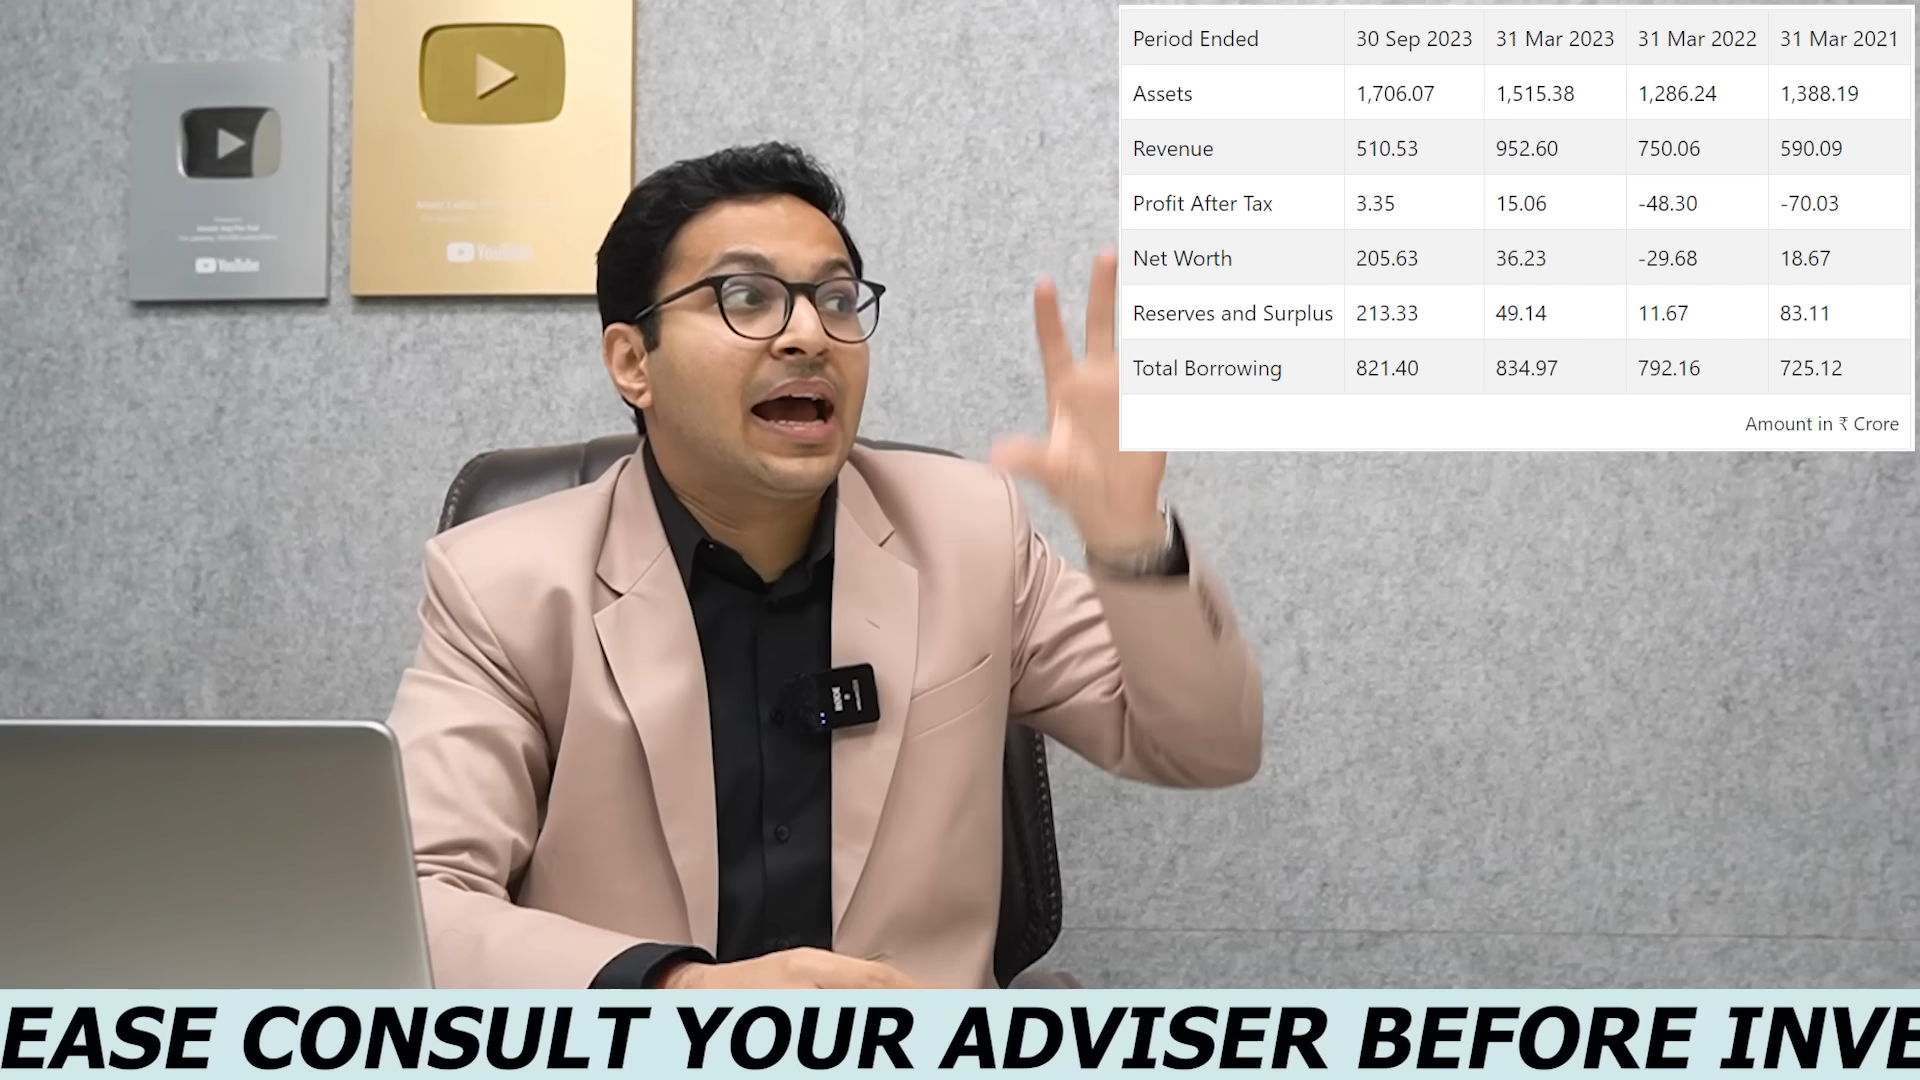 Period Ended 30 Sep 2023 31 Mar 2023 31 Mar 2022 31 Mar 2021
Assets 1,706.07 1,515.38 1,286.24 1,388.19
Revenue 510.53 952.60 750.06 590.09
Profit After Tax 3.35 15.06 -48.30 -70.03
Net Worth 205.63 36.23 -29.68 18.67
Reserves and Surplus 213.33 49.14 11.67 83.11
Total Borrowing 821.40 834.97 792.16 725.12
Amount in ₹ Crore
YouTube
YouTube
RODE
EASE CONSULT YOUR ADVISER BEFORE INVE